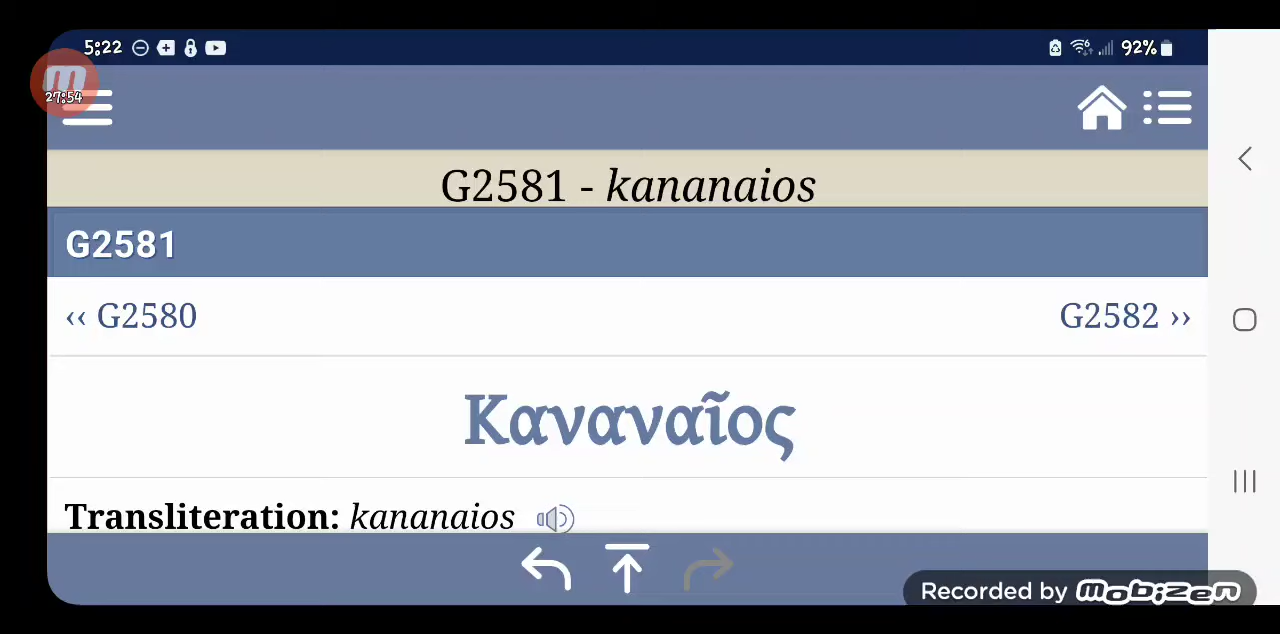 5:22
92%
27:54
G2581 - kananaios
G2581
‹‹ G2580
G2582 ››
Καναναῖος
Transliteration: kananaios
Recorded by mobizen